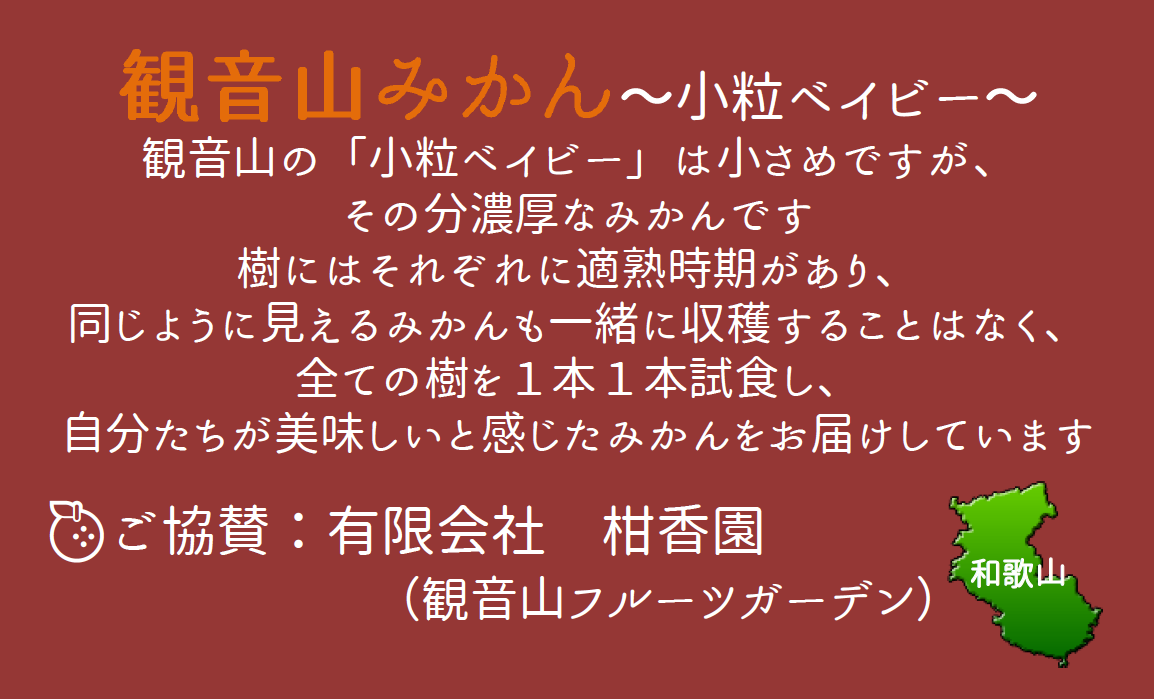 観音山みかん～小粒ベイビー～
観音山の「小粒ベイビー」は小さめですが、
その分濃厚なみかんです
樹にはそれぞれに適熟時期があり、
同じように見えるみかんも一緒に収穫することはなく、
全ての樹を１本１本試食し、
自分たちが美味しいと感じたみかんをお届けしています
ご協賛：有限会社　柑香園
（観音山フルーツガーデン）
和歌山